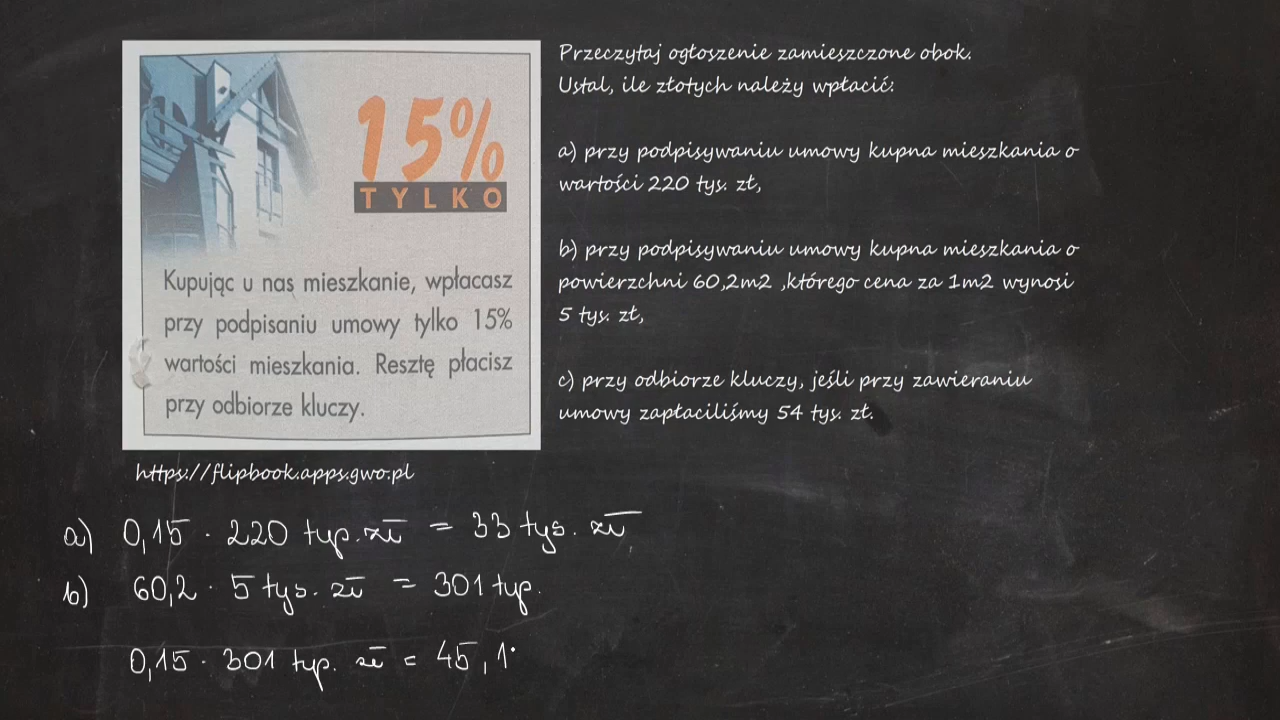 15%
TYLKO
Kupując u nas mieszkanie, wpłacasz
przy podpisaniu umowy tylko 15%
wartości mieszkania. Resztę płacisz
przy odbiorze kluczy.
https://flipbook.apps.gwo.pl
Przeczytaj ogłoszenie zamieszczone obok.
Ustal, ile złotych należy wpłacić:
a) przy podpisywaniu umowy kupna mieszkania o
wartości 220 tys. zł,
b) przy podpisywaniu umowy kupna mieszkania o
powierzchni 60,2m2 ,którego cena za 1m2 wynosi
5 tys. zł,
c) przy odbiorze kluczy, jeśli przy zawieraniu
umowy zapłaciliśmy 54 tys. zł.
a) 0,15 · 220 tys. zł = 33 tys. zł
b) 60,2 · 5 tys. zł = 301 tys.
0,15 · 301 tys. zł = 45,1